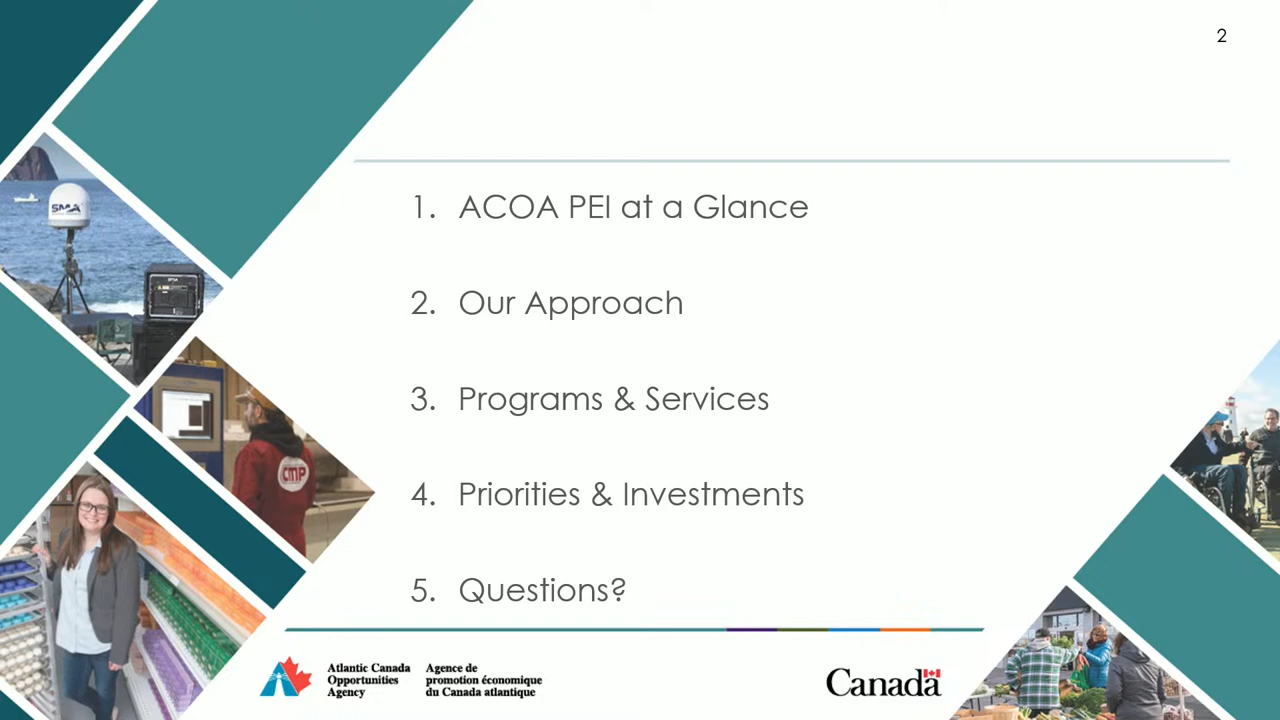 2
1. ACOA PEI at a Glance
2. Our Approach
3. Programs & Services
4. Priorities & Investments
5. Questions?
SMA
CMP
Atlantic Canada
Opportunities
Agency
Agence de
promotion économique
du Canada atlantique
Canada